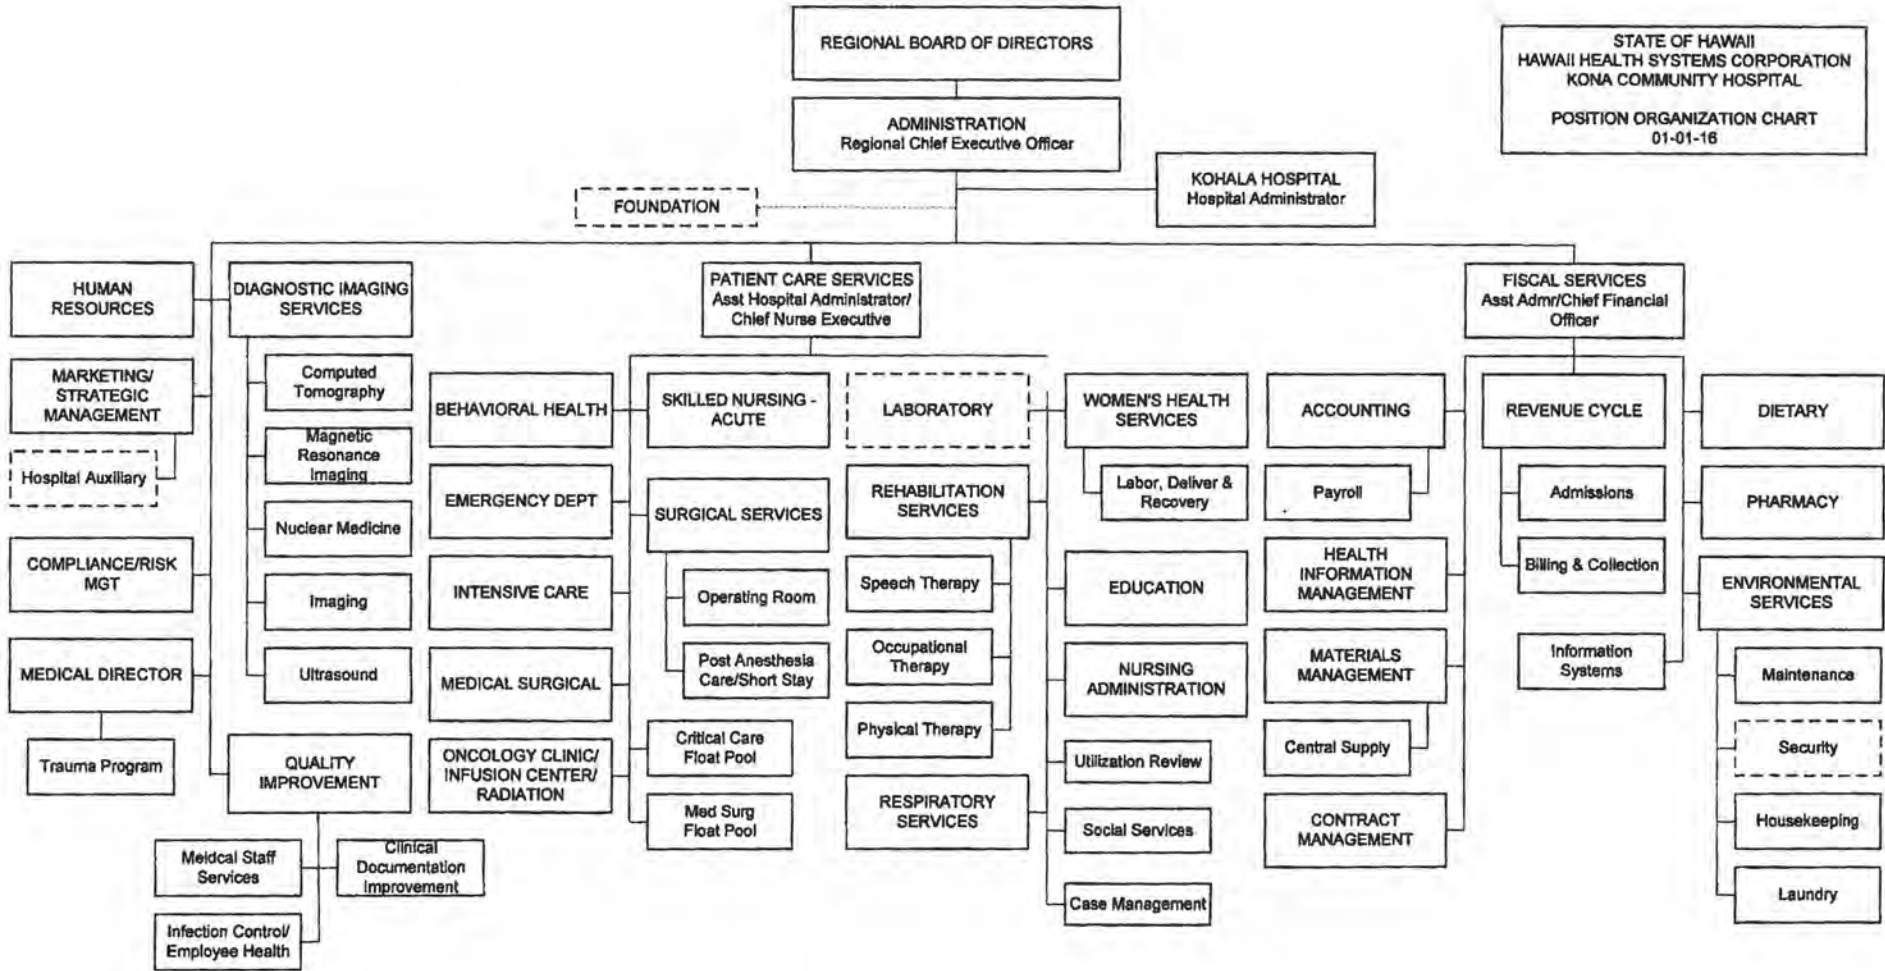 REGIONAL BOARD OF DIRECTORS
STATE OF HAWAII
HAWAII HEALTH SYSTEMS CORPORATION
KONA COMMUNITY HOSPITAL
POSITION ORGANIZATION CHART
01-01-16
ADMINISTRATION
Regional Chief Executive Officer
KOHALA HOSPITAL
Hospital Administrator
FOUNDATION
HUMAN
RESOURCES
DIAGNOSTIC IMAGING
SERVICES
PATIENT CARE SERVICES
Asst Hospital Administrator/
Chief Nurse Executive
FISCAL SERVICES
Asst Admr/Chief Financial
Officer
MARKETING/
STRATEGIC
MANAGEMENT
Hospital Auxiliary
COMPLIANCE/RISK
MGT
MEDICAL DIRECTOR
Trauma Program
Computed
Tomography
Magnetic
Resonance
Imaging
Nuclear Medicine
Imaging
Ultrasound
QUALITY
IMPROVEMENT
Meidcal Staff
Services
Clinical
Documentation
Improvement
Infection Control/
Employee Health
BEHAVIORAL HEALTH
EMERGENCY DEPT
INTENSIVE CARE
MEDICAL SURGICAL
ONCOLOGY CLINIC/
INFUSION CENTER/
RADIATION
SKILLED NURSING -
ACUTE
SURGICAL SERVICES
Operating Room
Post Anesthesia
Care/Short Stay
Critical Care
Float Pool
Med Surg
Float Pool
LABORATORY
REHABILITATION
SERVICES
Speech Therapy
Occupational
Therapy
Physical Therapy
RESPIRATORY
SERVICES
WOMEN'S HEALTH
SERVICES
Labor, Deliver &
Recovery
EDUCATION
NURSING
ADMINISTRATION
Utilization Review
Social Services
Case Management
ACCOUNTING
Payroll
HEALTH
INFORMATION
MANAGEMENT
MATERIALS
MANAGEMENT
Central Supply
CONTRACT
MANAGEMENT
REVENUE CYCLE
Admissions
Billing & Collection
Information
Systems
DIETARY
PHARMACY
ENVIRONMENTAL
SERVICES
Maintenance
Security
Housekeeping
Laundry